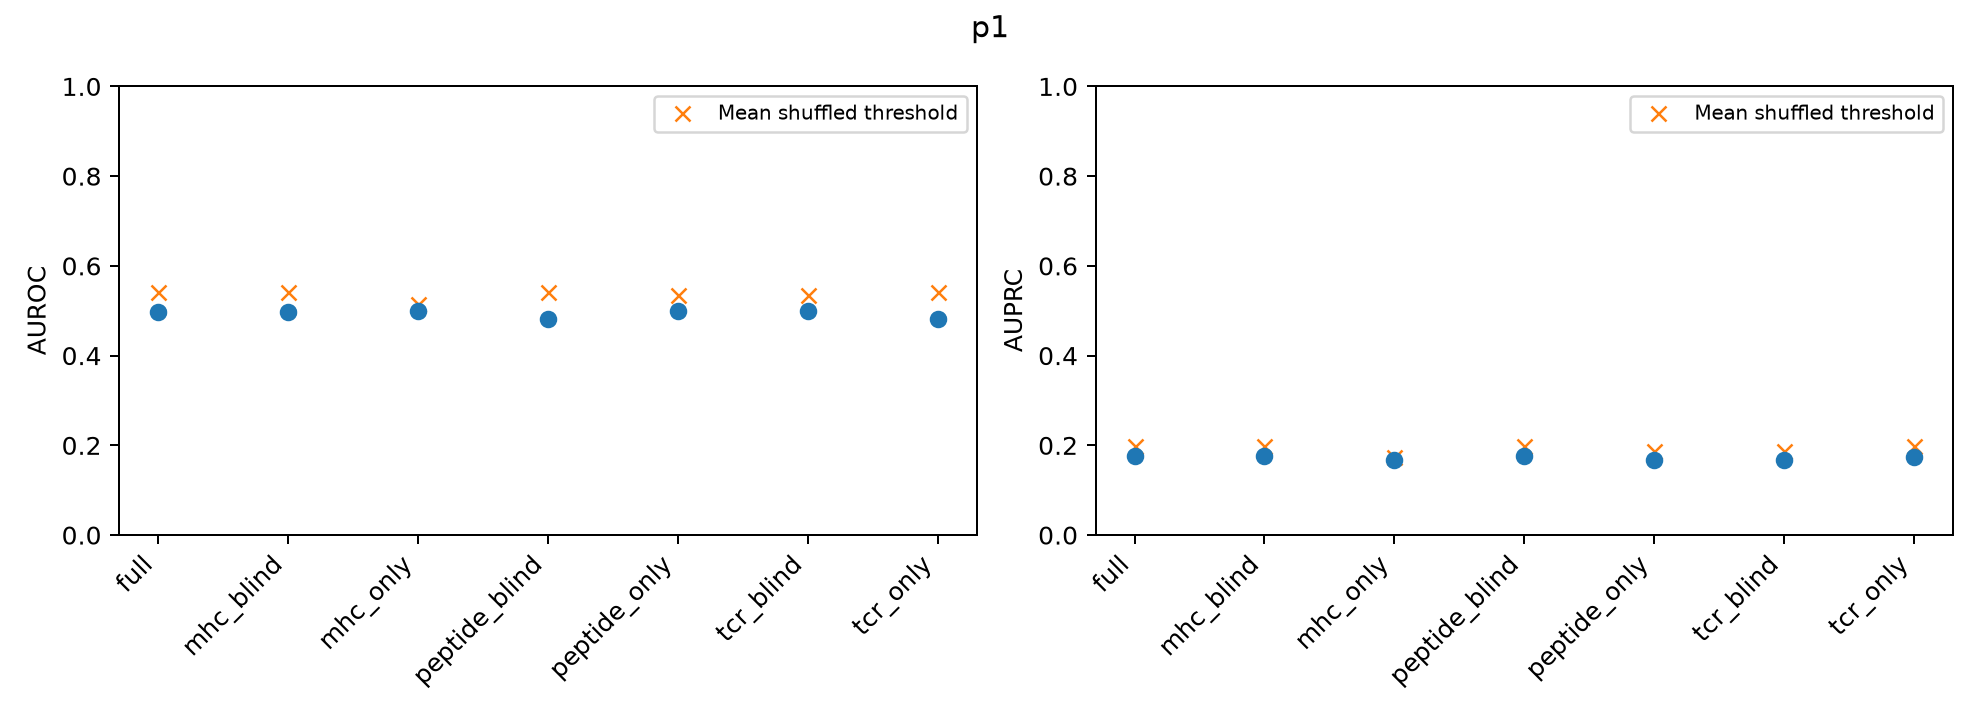 p1
AUROC
1.0
0.8
0.6
0.4
0.2
0.0
Mean shuffled threshold
full
mhc_blind
mhc_only
peptide_blind
peptide_only
tcr_blind
tcr_only
AUPRC
1.0
0.8
0.6
0.4
0.2
0.0
Mean shuffled threshold
full
mhc_blind
mhc_only
peptide_blind
peptide_only
tcr_blind
tcr_only